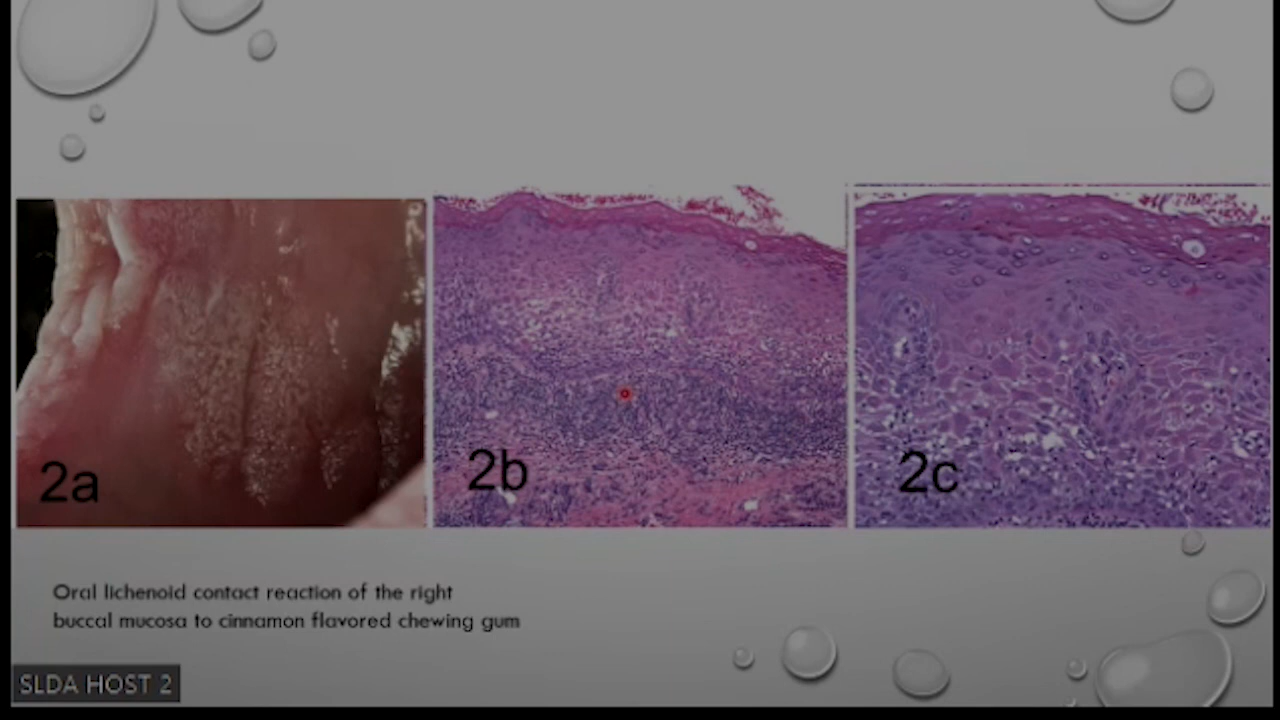 2a
2b
2c
Oral lichenoid contact reaction of the right
buccal mucosa to cinnamon flavored chewing gum
SLDA HOST 2